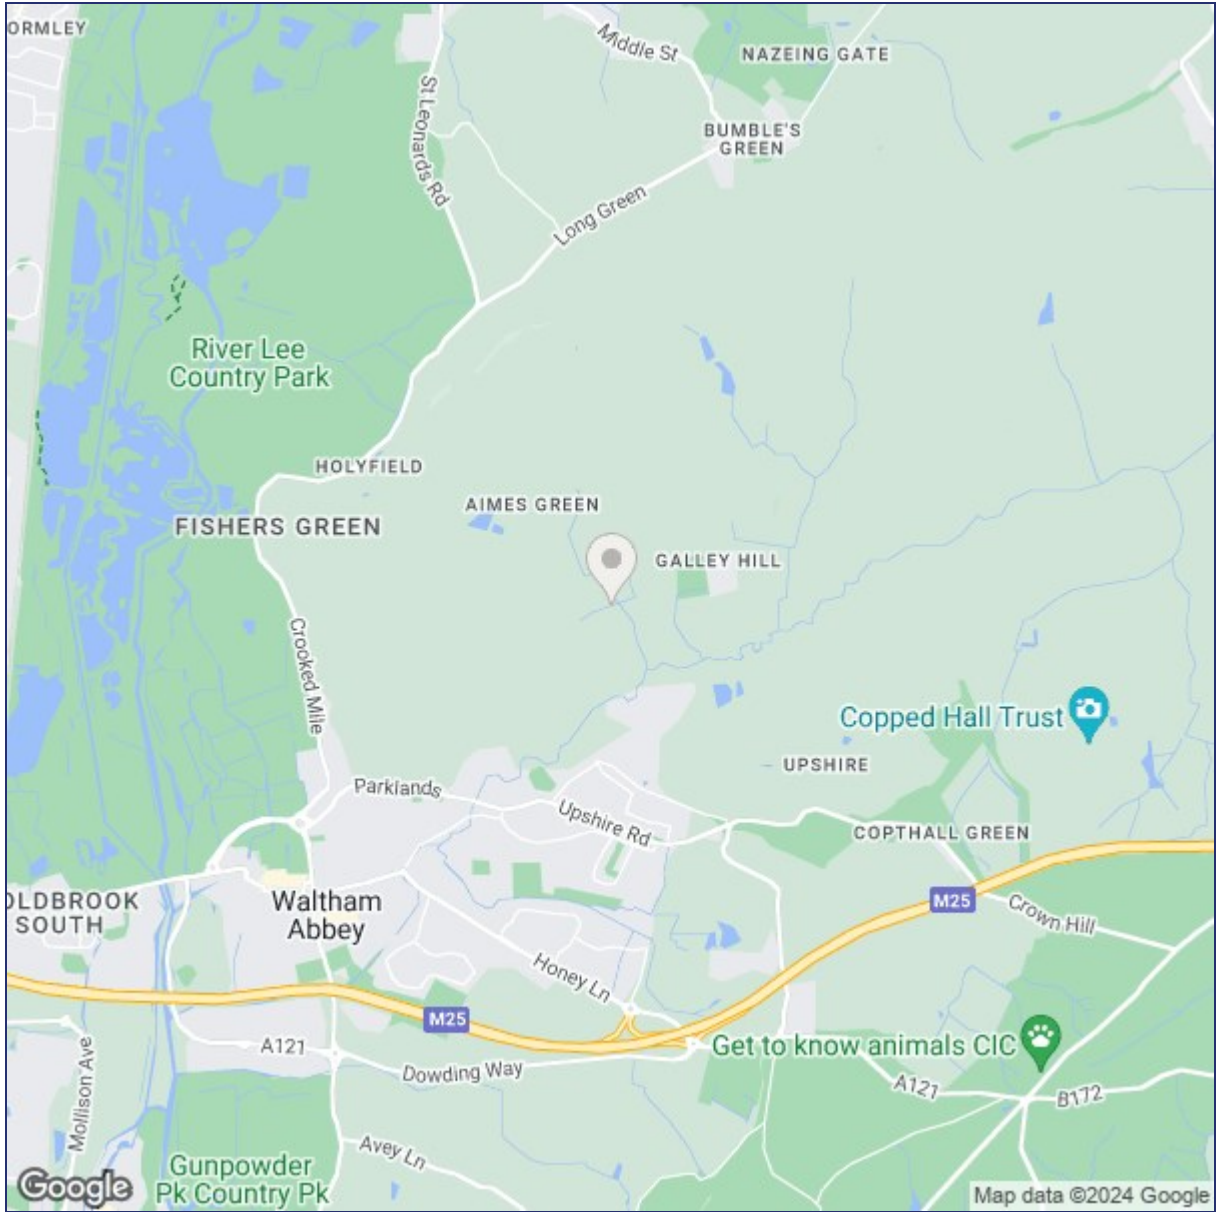 ORMLEY
Middle St
NAZEING GATE
St Leonards Rd
BUMBLE'S
GREEN
Long Green
River Lee
Country Park
HOLYFIELD
AIMES GREEN
FISHERS GREEN
GALLEY HILL
Crooked Mile
Copped Hall Trust
UPSHIRE
Parklands
Upshire Rd
COPTHALL GREEN
OLDBROOK
SOUTH
Waltham
Abbey
M25
Crown Hill
Honey Ln
M25
A121
Get to know animals CIC
Mollison Ave
Dowding Way
A121
B172
Avey Ln
Gunpowder
Pk Country Pk
Google
Map data ©2024 Google